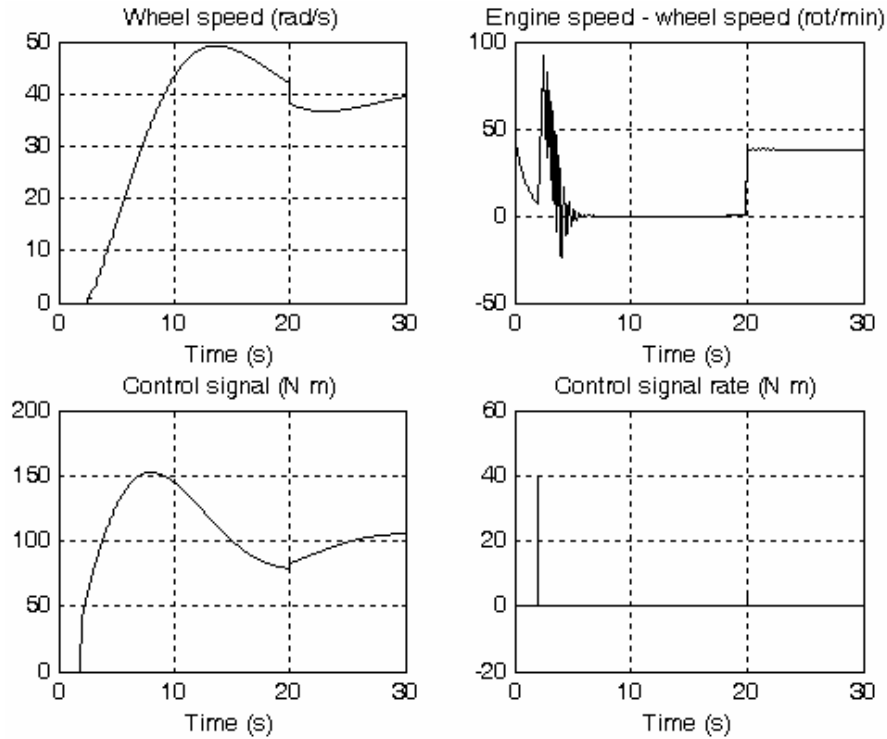 Wheel speed (rad/s)
50
40
30
20
10
0
0 10 20 30
Time (s)
Engine speed - wheel speed (rot/min)
100
50
0
-50
0 10 20 30
Time (s)
Control signal (N m)
200
150
100
50
0
0 10 20 30
Time (s)
Control signal rate (N m)
60
40
20
0
-20
0 10 20 30
Time (s)